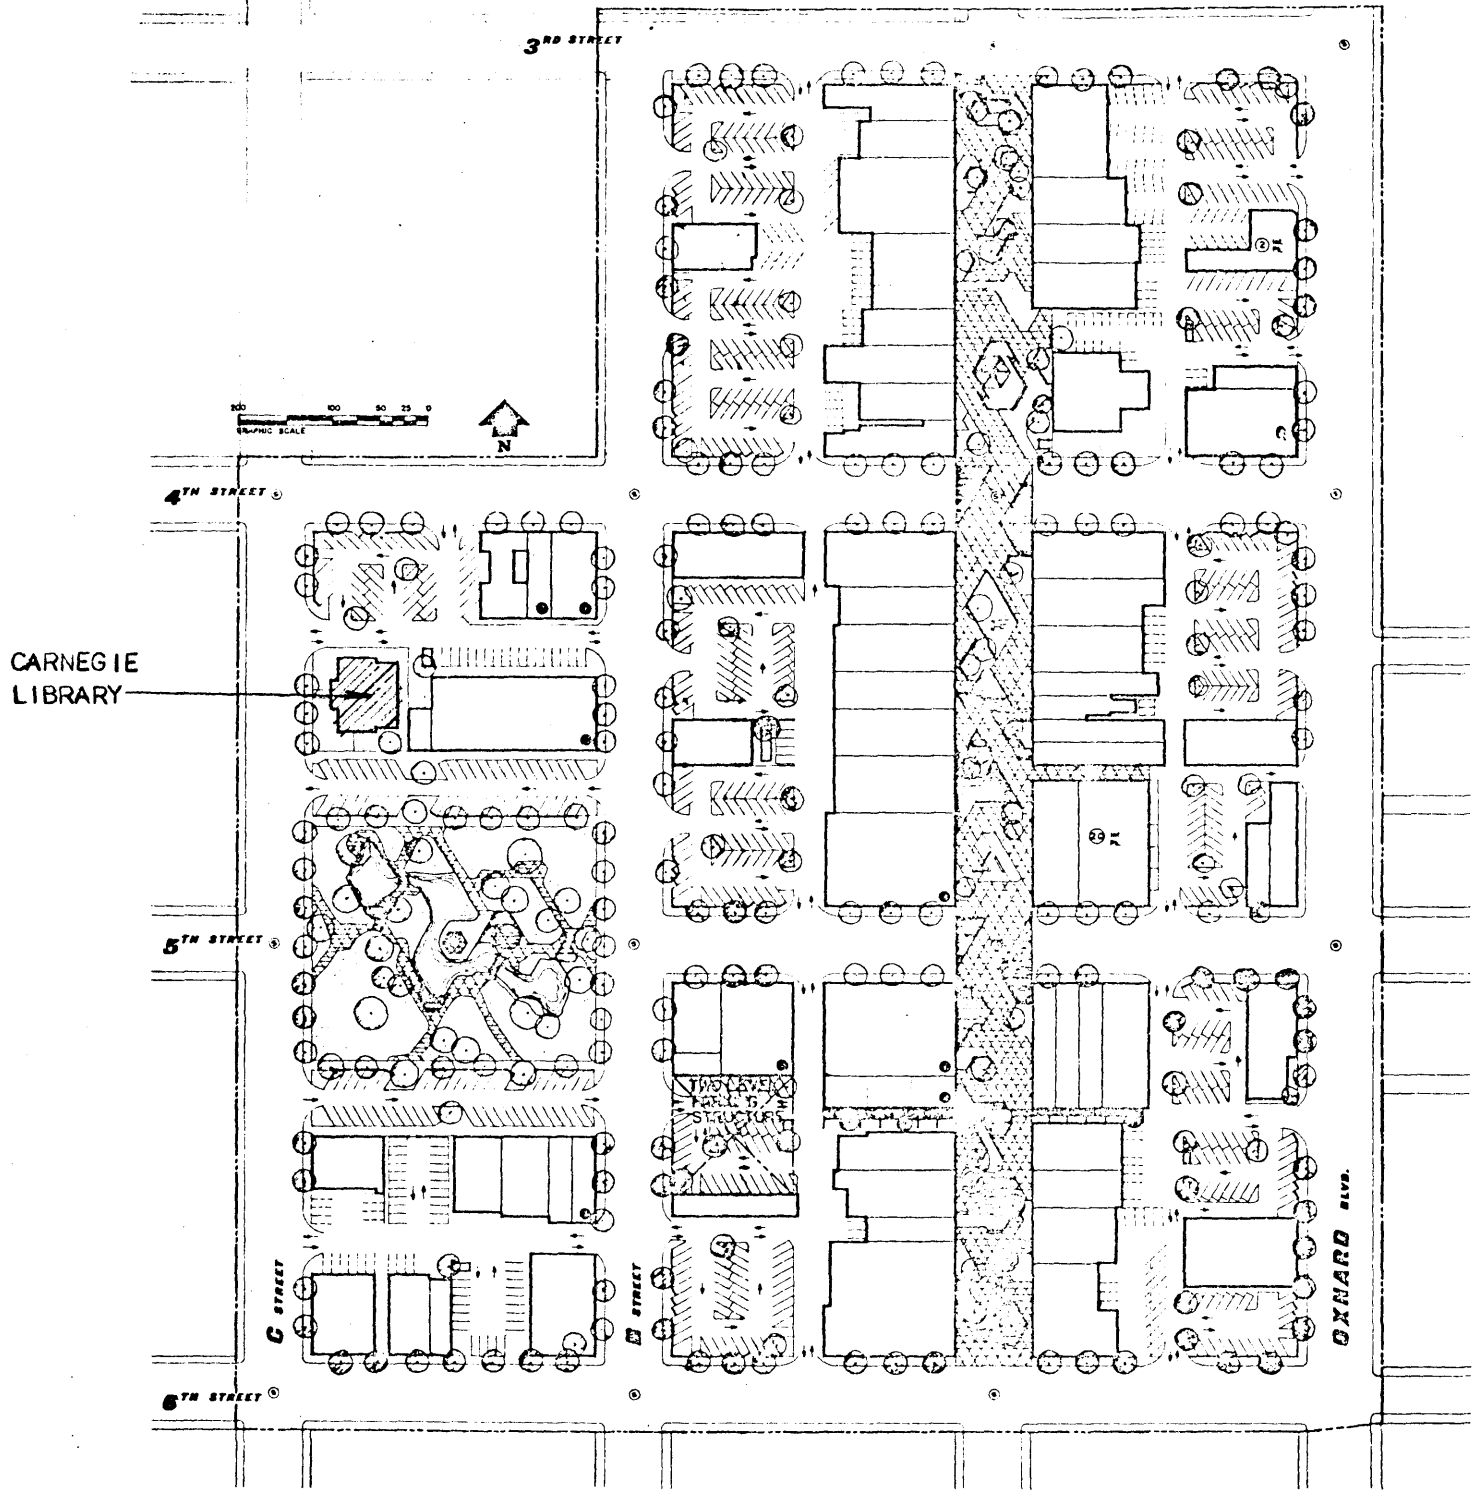 3RD STREET
200 100 50 25 0
GRAPHIC SCALE
N
4TH STREET
CARNEGIE
LIBRARY
5TH STREET
TWO LEVEL
PARKING
STRUCTURE
C STREET
B STREET
OXNARD BLVD.
6TH STREET